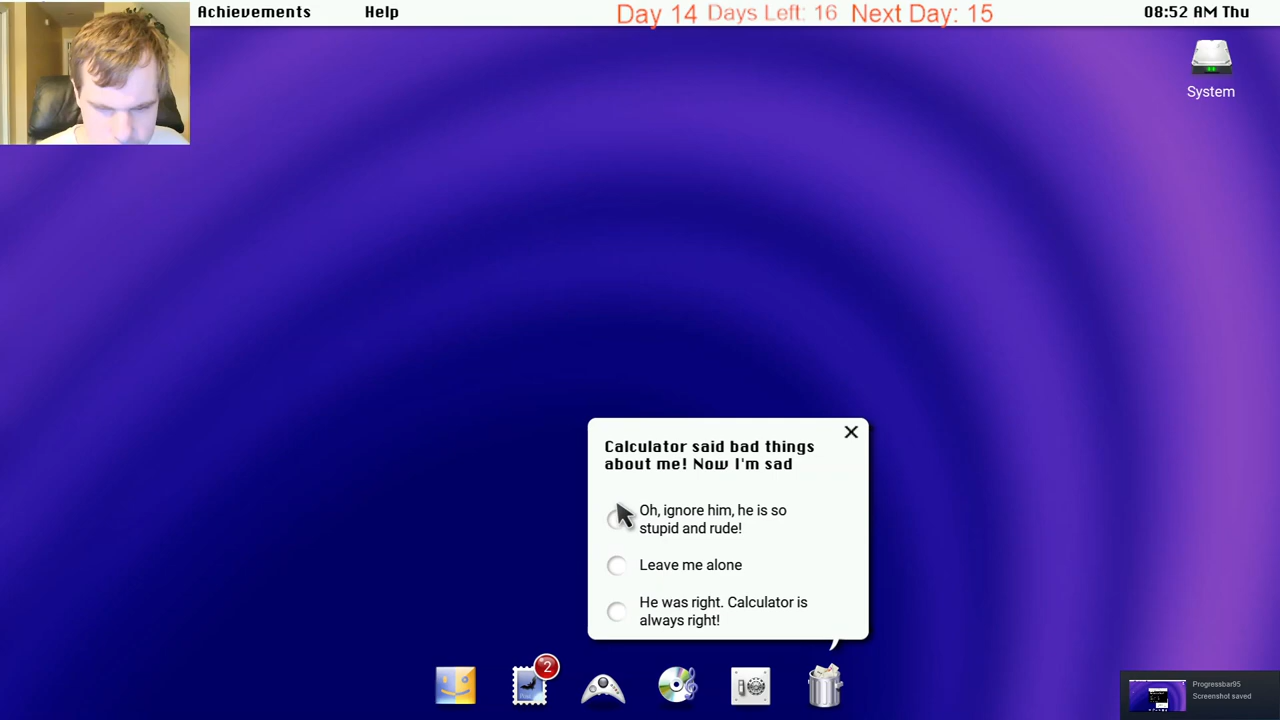 Achievements Help Day 14 Days Left: 16 Next Day: 15 08:52 AM Thu
System
Calculator said bad things
about me! Now I'm sad
Oh, ignore him, he is so
stupid and rude!
Leave me alone
He was right. Calculator is
always right!
2
Progressbar95
Screenshot saved